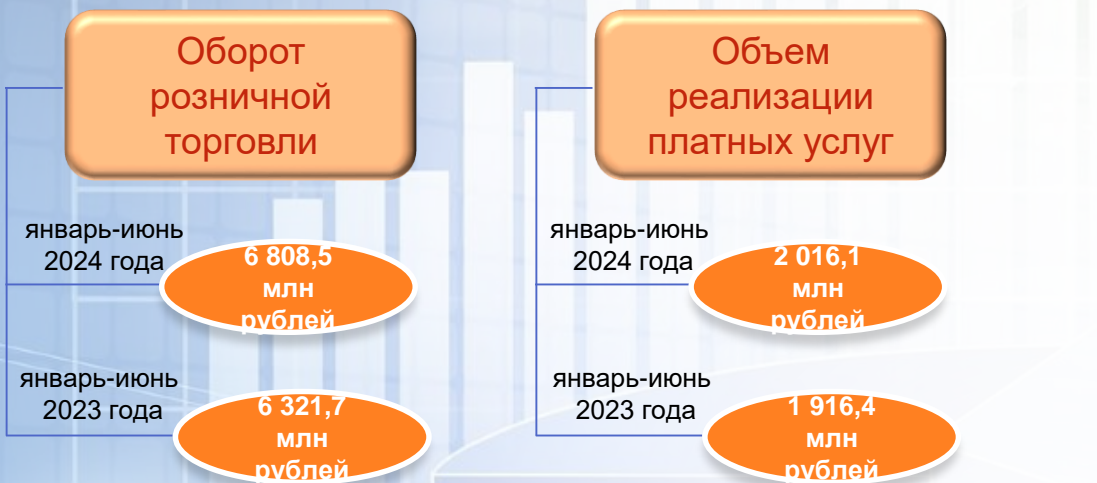 Оборот
розничной
торговли
январь-июнь
2024 года
6 808,5
млн
рублей
январь-июнь
2023 года
6 321,7
млн
рублей
Объем
реализации
платных услуг
январь-июнь
2024 года
2 016,1
млн
рублей
январь-июнь
2023 года
1 916,4
млн
рублей